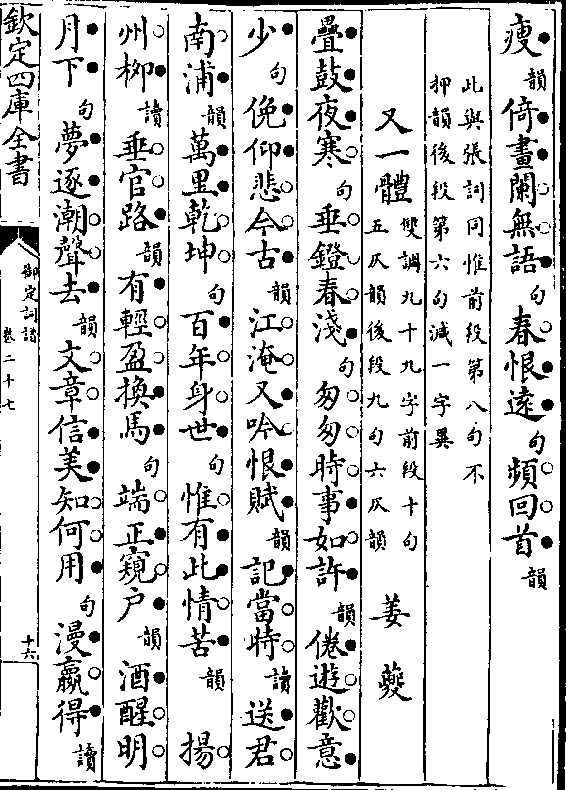 瘦韻倚畫闌無語句春恨遠句頻回首韻
此與張詞同惟前段第八句不
押韻後段第六句減一字異
又一體
雙調九十九字前段十句
五仄韻後段九句六仄韻
姜夔
疊鼓夜寒句垂鐙春淺句匆匆時事如許韻倦遊歡意
少句俛仰悲今古韻江淹又吟恨賦韻記當時讀送君
南浦韻萬里乾坤句百年身世句惟有此情苦韻 揚
州栁讀垂官路韻有輕盈換馬句端正窺户韻酒醒明
月下句夢逐潮聲去韻文章信美知何用句漫贏得讀
欽定四庫全書
御定詞譜
卷二十七
十六